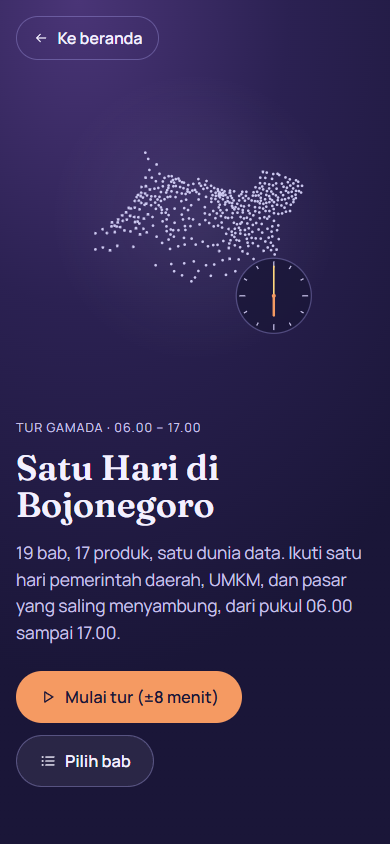 Ke beranda
TUR GAMADA · 06.00 – 17.00
Satu Hari di
Bojonegoro
19 bab, 17 produk, satu dunia data. Ikuti satu
hari pemerintah daerah, UMKM, dan pasar
yang saling menyambung, dari pukul 06.00
sampai 17.00.
Mulai tur (±8 menit)
Pilih bab